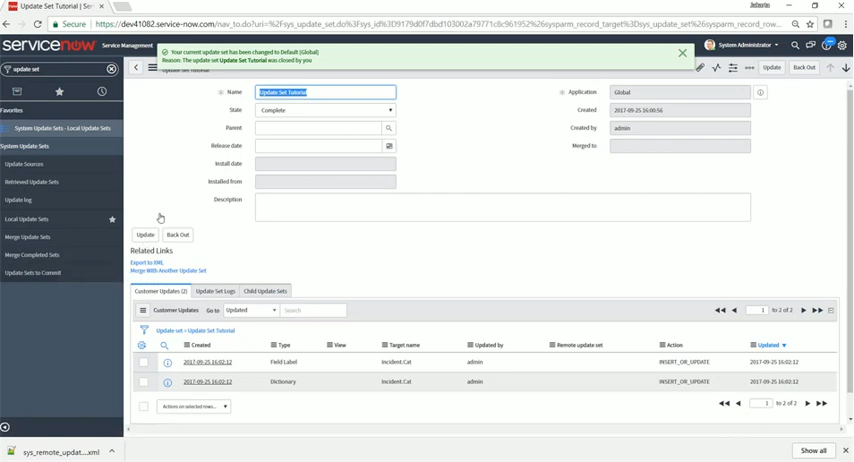 Update Set Tutorial | Ser
Secure
https://dev41082.service-now.com/nav_to.do?uri=%2Fsys_update_set.do%3Fsys_id%3D9179d0f7dbf103002a79771c8c961952%26sysparm_record_target%3Dsys_update_set%26sysparm_record_row...
servicenow Service Management
Your current update set has been changed to Default [Global]
Reason: The update set Update Set Tutorial was closed by you
System Administrator
update set
Update Set Tutorial
Update
Back Out
Favorites
System Update Sets - Local Update Sets
System Update Sets
Update Sources
Retrieved Update Sets
Update log
Local Update Sets
Merge Update Sets
Merge Completed Sets
Update Sets to Commit
Name Update Set Tutorial
State Complete
Parent
Release date
Install date
Installed from
Description
Application Global
Created 2017-09-25 16:00:56
Created by admin
Merged to
Update Back Out
Related Links
Export to XML
Merge With Another Update Set
Customer Updates (2) Update Set Logs Child Update Sets
Customer Updates Go to Updated Search 1 to 2 of 2
Update set = Update Set Tutorial
Created Type View Target name Updated by Remote update set Action Updated
2017-09-25 16:02:12 Field Label Incident.Cat admin INSERT_OR_UPDATE 2017-09-25 16:02:12
2017-09-25 16:02:12 Dictionary Incident.Cat admin INSERT_OR_UPDATE 2017-09-25 16:02:12
Actions on selected rows... 1 to 2 of 2
sys_remote_updat....xml
Show all